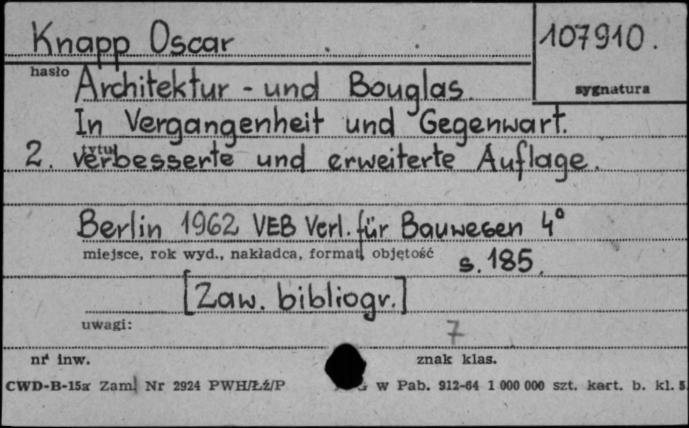 Knapp Oscar
107910.
hasło
sygnatura
Architektur - und Bouglas.
In Vergangenheit und Gegenwart.
tytuł
2. verbesserte und erweiterte Auflage.
Berlin 1962 VEB Verl. für Bauwesen 4°
miejsce, rok wyd., nakładca, format, objętość
s. 185.
[Zaw. bibliogr.]
uwagi:
7
nr inw.
znak klas.
CWD-B-15a Zam. Nr 2924 PWH/Łź/P
w Pab. 912-64 1 000 000 szt. kart. b. kl. 5.